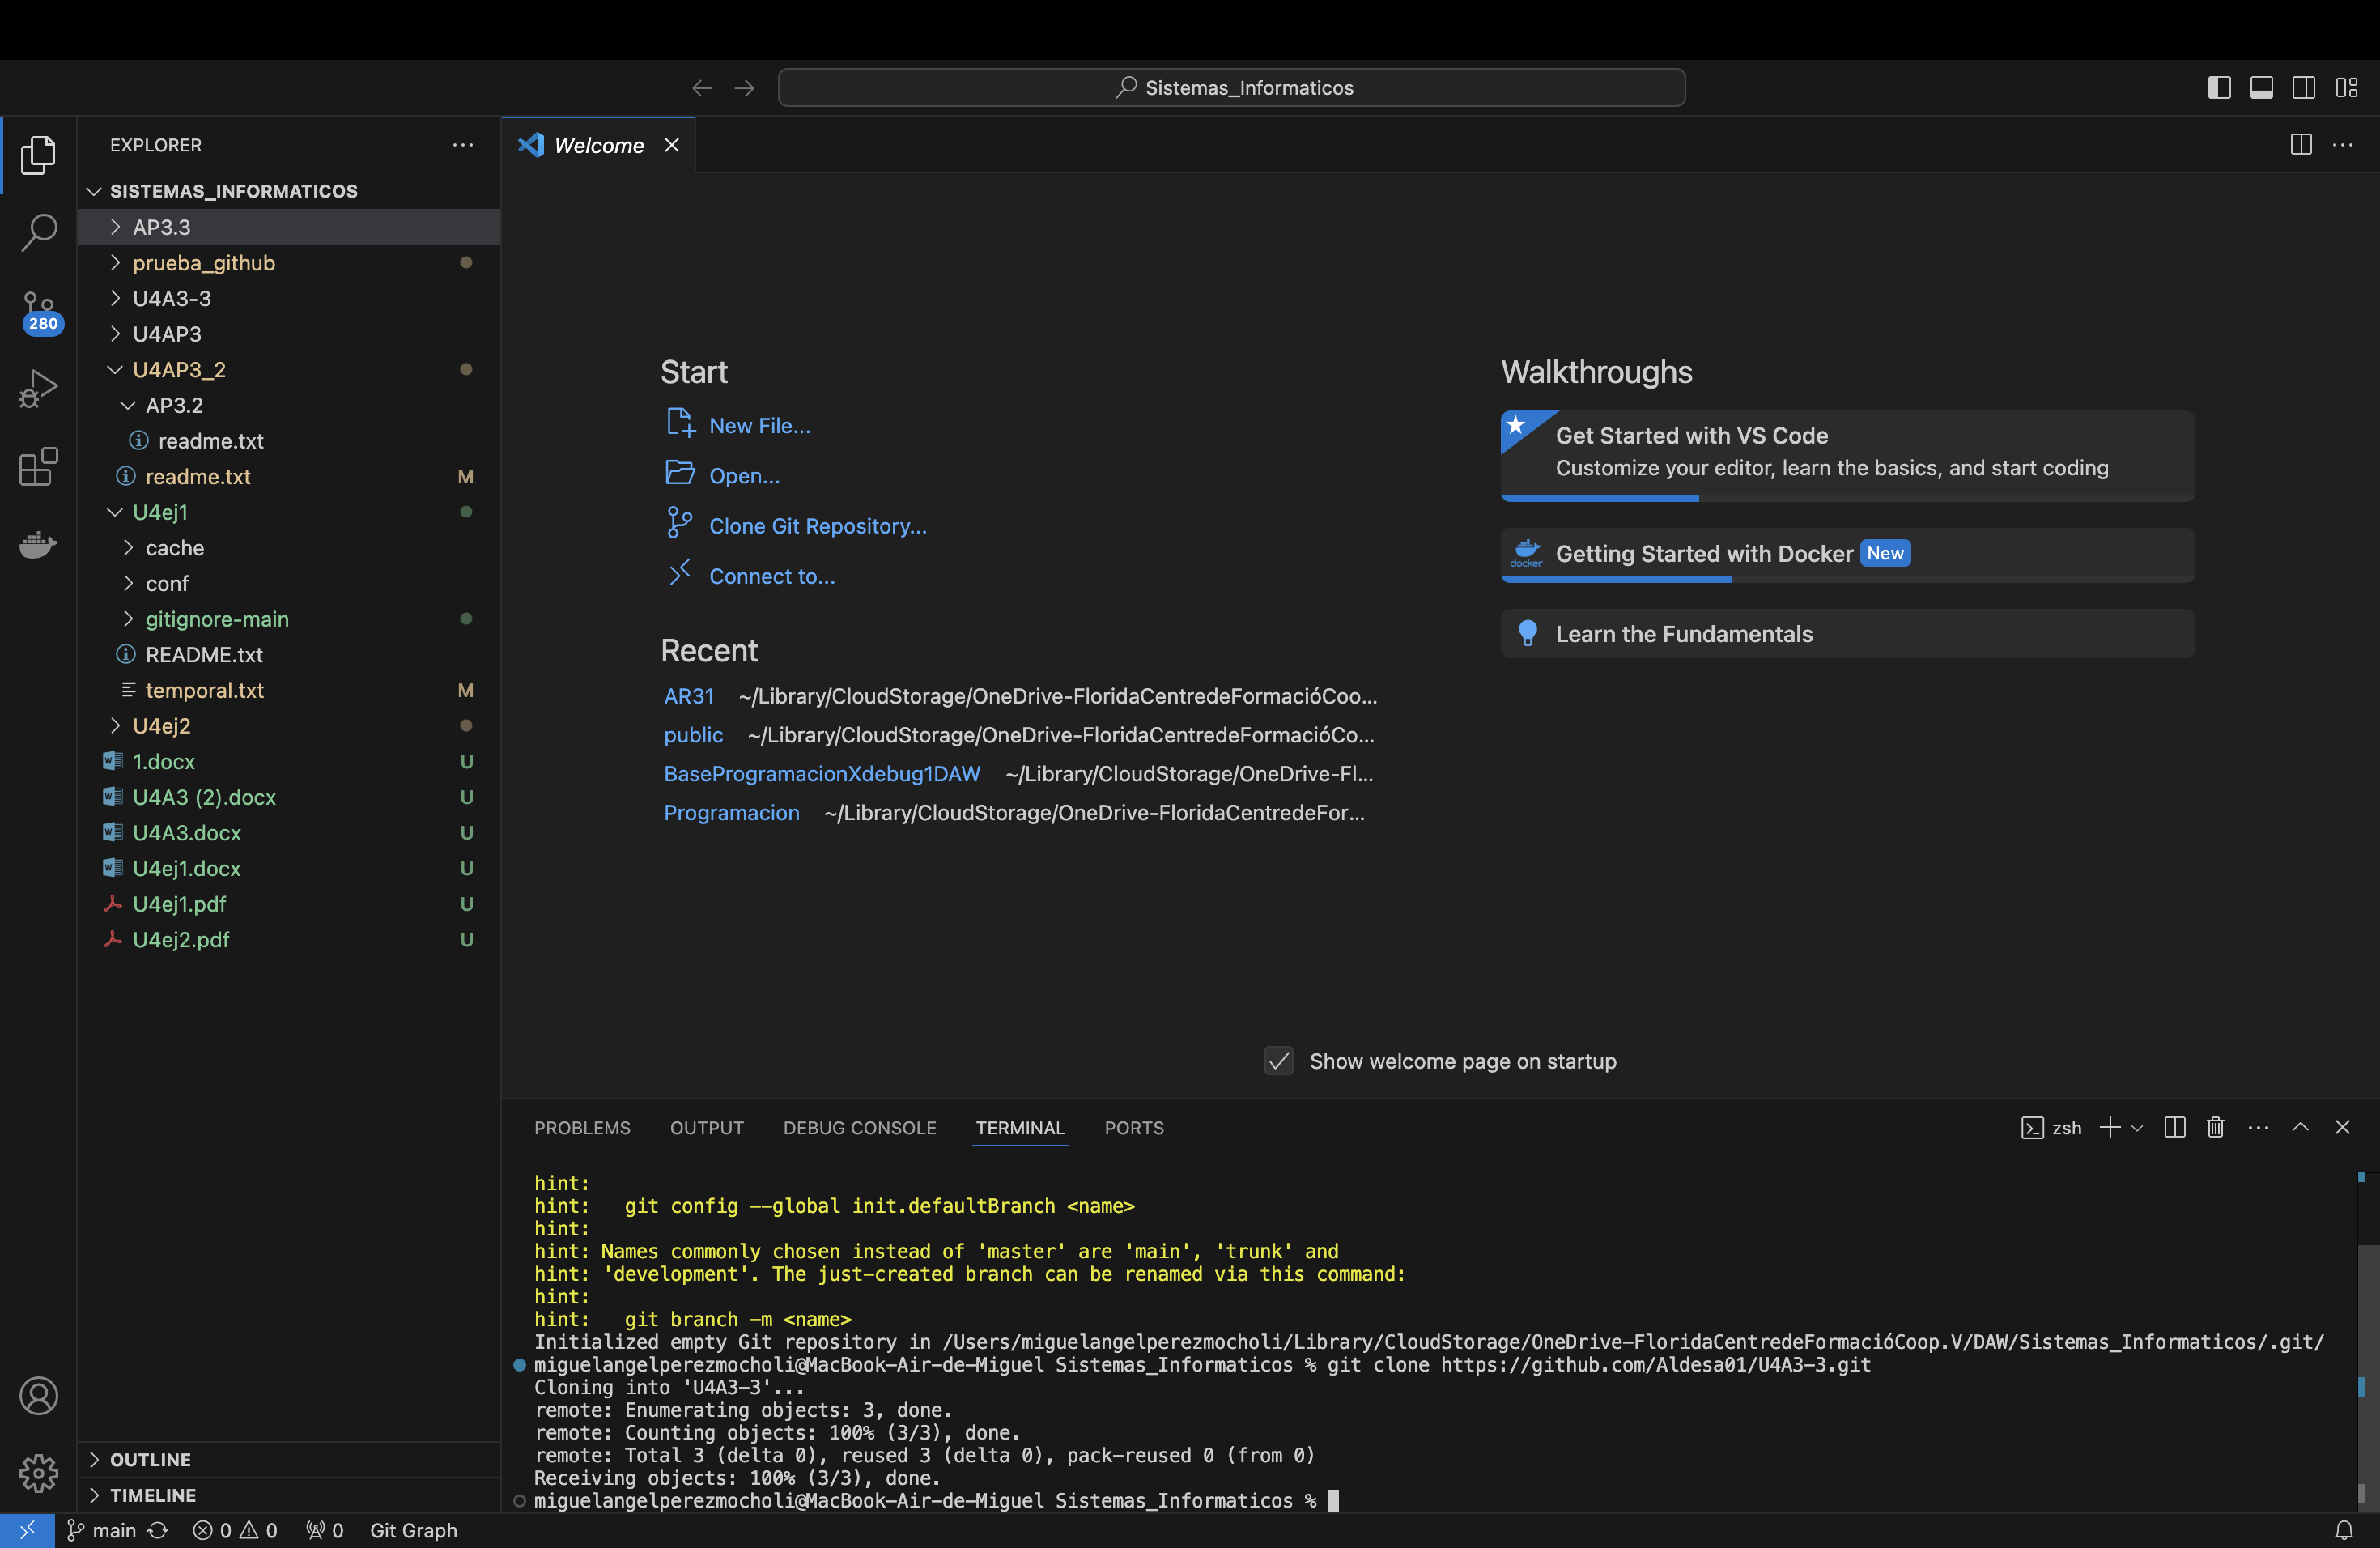 Sistemas_Informaticos
EXPLORER
SISTEMAS_INFORMATICOS
AP3.3
prueba_github
U4A3-3
U4AP3
U4AP3_2
AP3.2
readme.txt
readme.txt M
U4ej1
cache
conf
gitignore-main
README.txt
temporal.txt M
U4ej2
1.docx U
U4A3 (2).docx U
U4A3.docx U
U4ej1.docx U
U4ej1.pdf U
U4ej2.pdf U
OUTLINE
TIMELINE
280
Welcome
Start
New File...
Open...
Clone Git Repository...
Connect to...
Recent
AR31 ~/Library/CloudStorage/OneDrive-FloridaCentredeFormacióCoo...
public ~/Library/CloudStorage/OneDrive-FloridaCentredeFormacióCo...
BaseProgramacionXdebug1DAW ~/Library/CloudStorage/OneDrive-Fl...
Programacion ~/Library/CloudStorage/OneDrive-FloridaCentredeFor...
Walkthroughs
Get Started with VS Code
Customize your editor, learn the basics, and start coding
docker
Getting Started with Docker New
Learn the Fundamentals
Show welcome page on startup
PROBLEMS OUTPUT DEBUG CONSOLE TERMINAL PORTS
zsh
hint:
hint:   git config --global init.defaultBranch <name>
hint:
hint: Names commonly chosen instead of 'master' are 'main', 'trunk' and
hint: 'development'. The just-created branch can be renamed via this command:
hint:
hint:   git branch -m <name>
Initialized empty Git repository in /Users/miguelangelperezmocholi/Library/CloudStorage/OneDrive-FloridaCentredeFormacióCoop.V/DAW/Sistemas_Informaticos/.git/
miguelangelperezmocholi@MacBook-Air-de-Miguel Sistemas_Informaticos % git clone https://github.com/Aldesa01/U4A3-3.git
Cloning into 'U4A3-3'...
remote: Enumerating objects: 3, done.
remote: Counting objects: 100% (3/3), done.
remote: Total 3 (delta 0), reused 3 (delta 0), pack-reused 0 (from 0)
Receiving objects: 100% (3/3), done.
miguelangelperezmocholi@MacBook-Air-de-Miguel Sistemas_Informaticos %
main 0 0 0 Git Graph